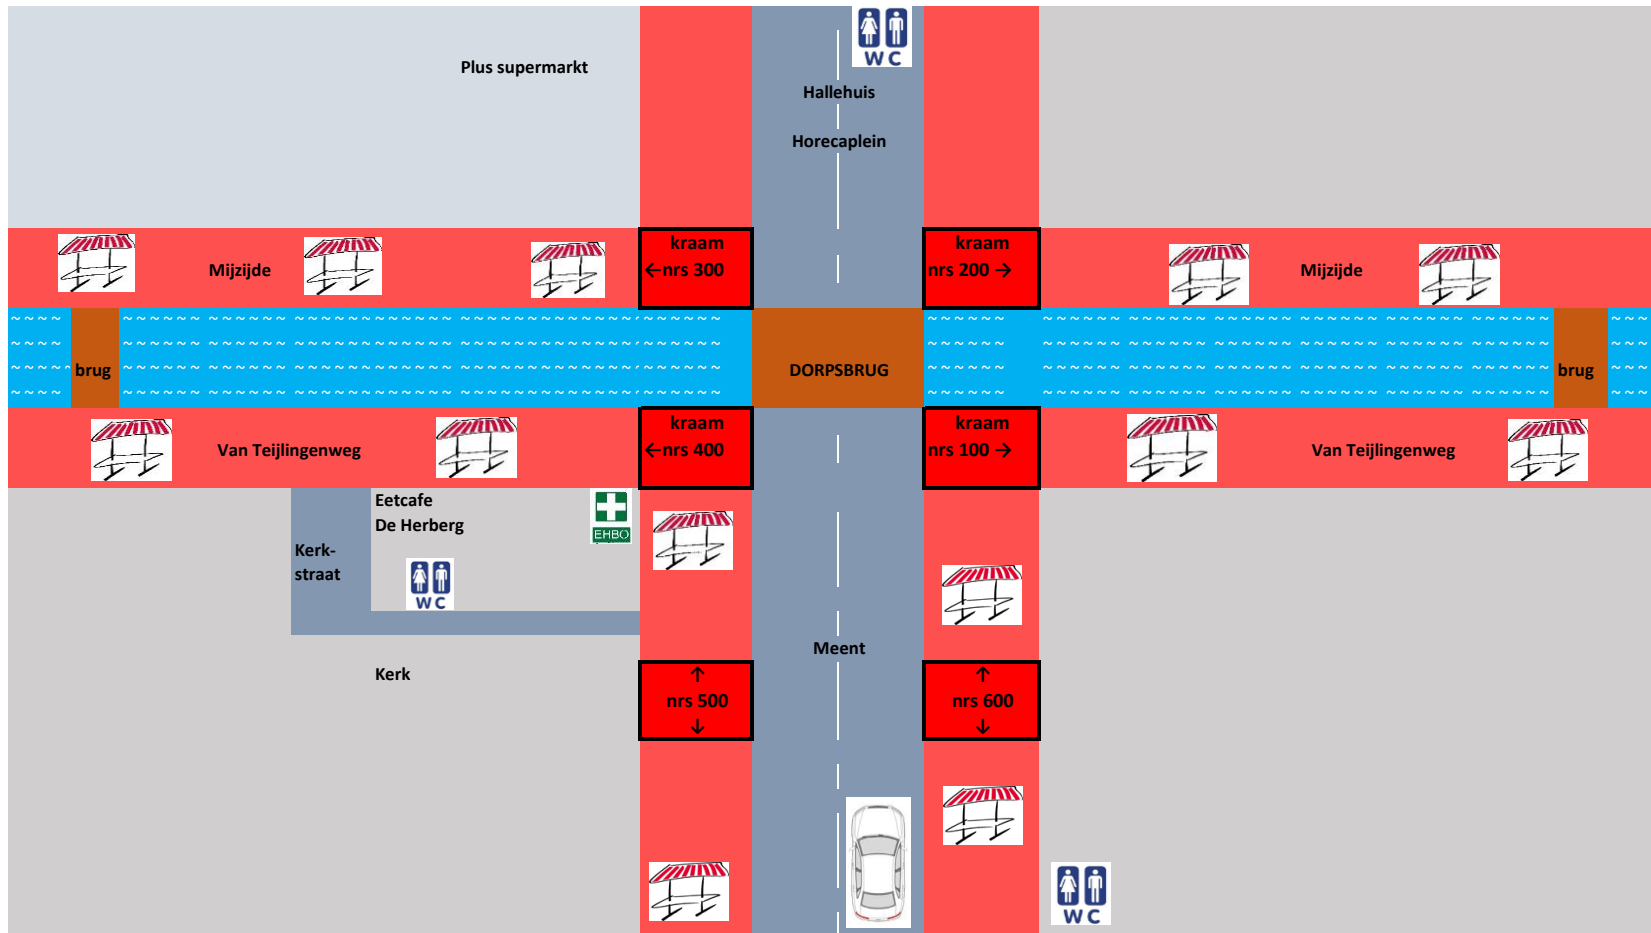 WC
Plus supermarkt
Hallehuis
Horecaplein
kraam
←nrs 300
kraam
nrs 200 →
Mijzijde
Mijzijde
brug
DORPSBRUG
brug
kraam
←nrs 400
kraam
nrs 100 →
Van Teijlingenweg
Van Teijlingenweg
Eetcafe
De Herberg
EHBO
Kerk-
straat
WC
Meent
Kerk
↑
nrs 500
↓
↑
nrs 600
↓
WC